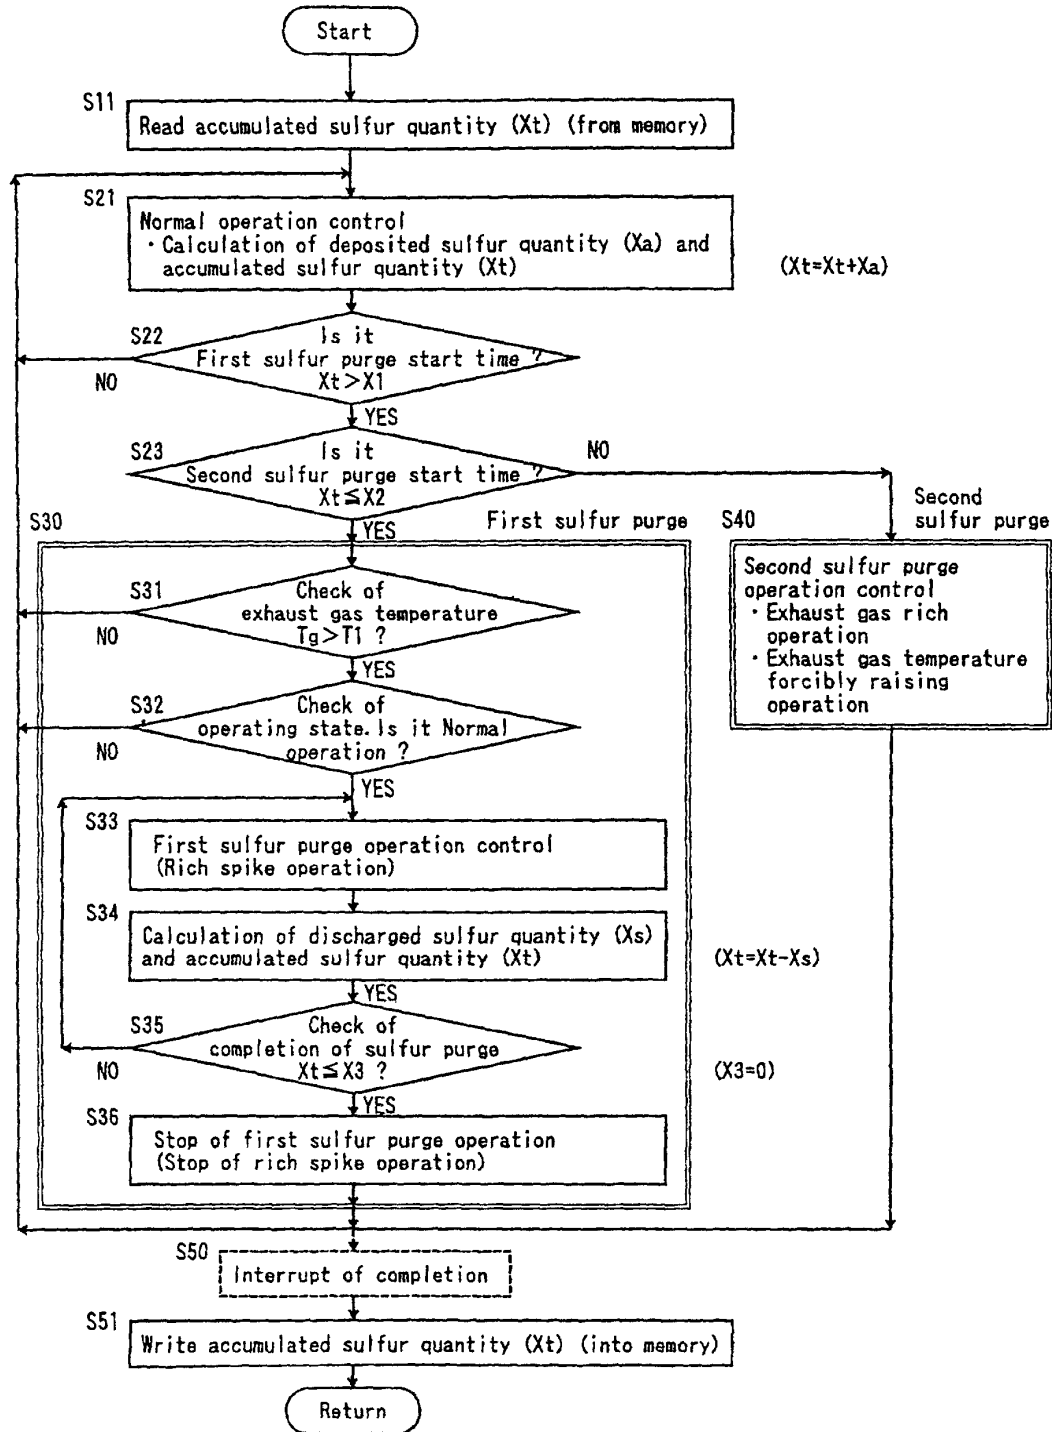 Start
S11
Read accumulated sulfur quantity (Xt) (from memory)
S21
Normal operation control
・Calculation of deposited sulfur quantity (Xa) and
accumulated sulfur quantity (Xt)
(Xt=Xt+Xa)
S22
Is it
First sulfur purge start time ?
Xt>X1
NO
YES
S23
Is it
Second sulfur purge start time ?
Xt≦X2
NO
YES
Second
sulfur purge
S30
First sulfur purge
S40
Second sulfur purge
operation control
・Exhaust gas rich
operation
・Exhaust gas temperature
forcibly raising
operation
S31
Check of
exhaust gas temperature
Tg>T1 ?
NO
YES
S32
Check of
operating state.Is it Normal
operation ?
NO
YES
S33
First sulfur purge operation control
(Rich spike operation)
S34
Calculation of discharged sulfur quantity (Xs)
and accumulated sulfur quantity (Xt)
(Xt=Xt-Xs)
YES
S35
Check of
completion of sulfur purge
Xt≦X3 ?
NO
(X3=0)
YES
S36
Stop of first sulfur purge operation
(Stop of rich spike operation)
S50
Interrupt of completion
S51
Write accumulated sulfur quantity (Xt) (into memory)
Return